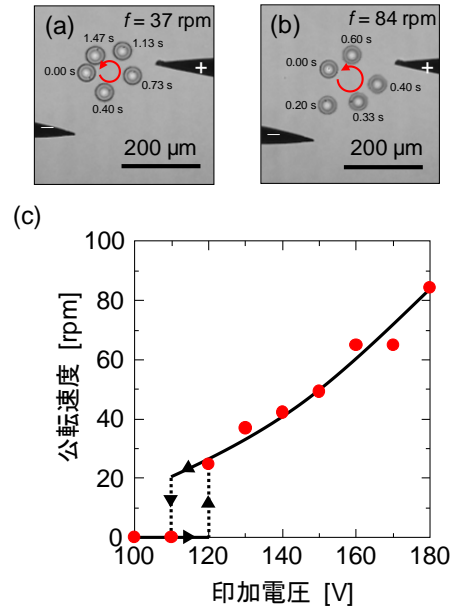 (a)
f = 37 rpm
1.47 s
1.13 s
0.00 s
0.73 s
0.40 s
+
–
200 µm
(b)
f = 84 rpm
0.60 s
0.00 s
0.40 s
0.20 s
0.33 s
+
–
200 µm
(c)
公転速度 [rpm]
100
80
60
40
20
0
100 120 140 160 180
印加電圧 [V]